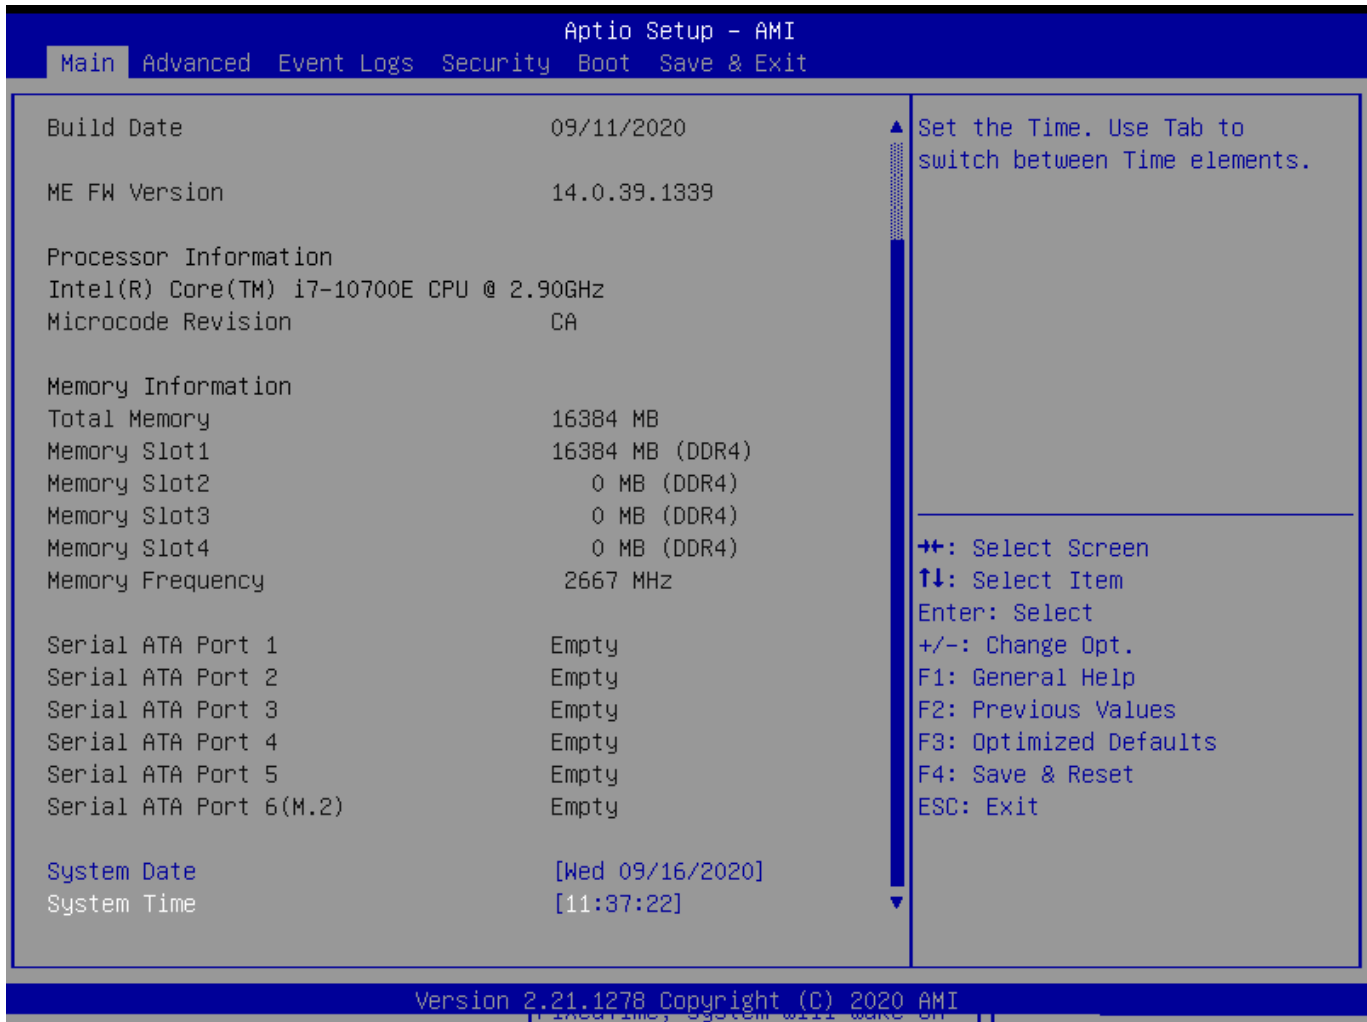 Aptio Setup – AMI
Main Advanced Event Logs Security Boot Save & Exit
Build Date 09/11/2020
ME FW Version 14.0.39.1339
Processor Information
Intel(R) Core(TM) i7-10700E CPU @ 2.90GHz
Microcode Revision CA
Memory Information
Total Memory 16384 MB
Memory Slot1 16384 MB (DDR4)
Memory Slot2 0 MB (DDR4)
Memory Slot3 0 MB (DDR4)
Memory Slot4 0 MB (DDR4)
Memory Frequency 2667 MHz
Serial ATA Port 1 Empty
Serial ATA Port 2 Empty
Serial ATA Port 3 Empty
Serial ATA Port 4 Empty
Serial ATA Port 5 Empty
Serial ATA Port 6(M.2) Empty
System Date [Wed 09/16/2020]
System Time [11:37:22]
Set the Time. Use Tab to
switch between Time elements.
→←: Select Screen
↑↓: Select Item
Enter: Select
+/-: Change Opt.
F1: General Help
F2: Previous Values
F3: Optimized Defaults
F4: Save & Reset
ESC: Exit
Version 2.21.1278 Copyright (C) 2020 AMI